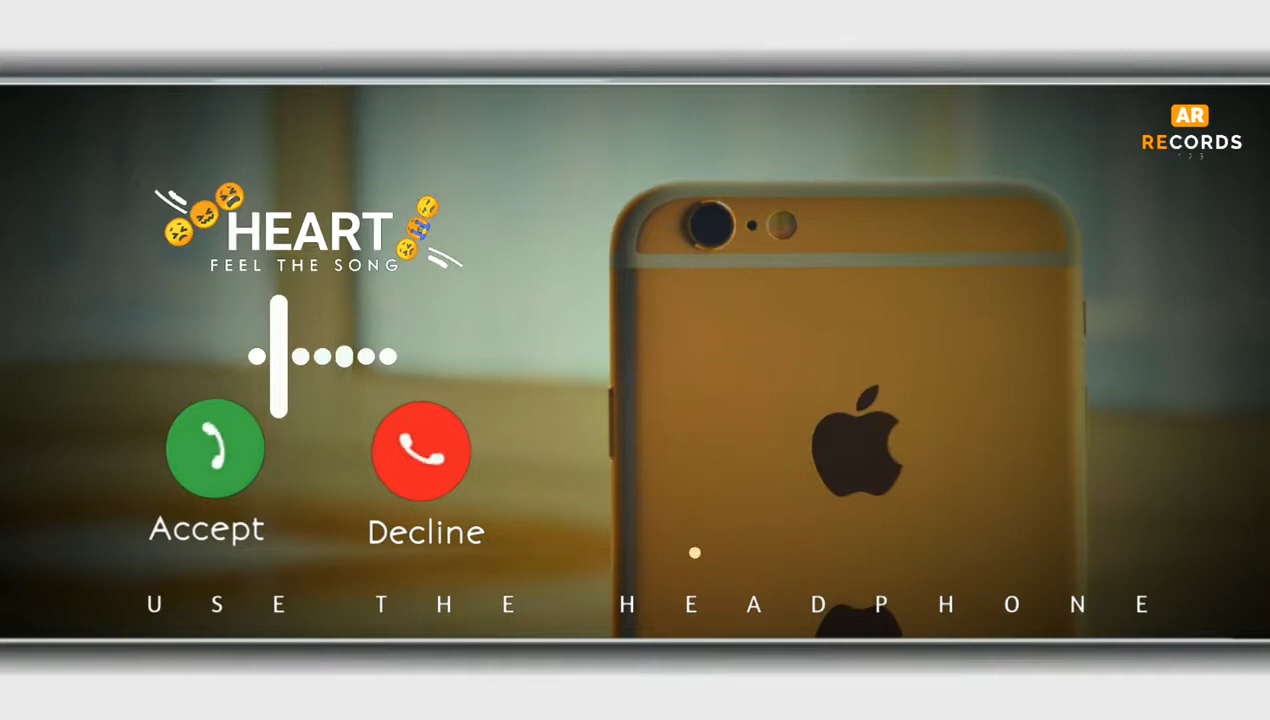 AR
RECORDS
HEART
FEEL THE SONG
Accept
Decline
USE THE HEADPHONE